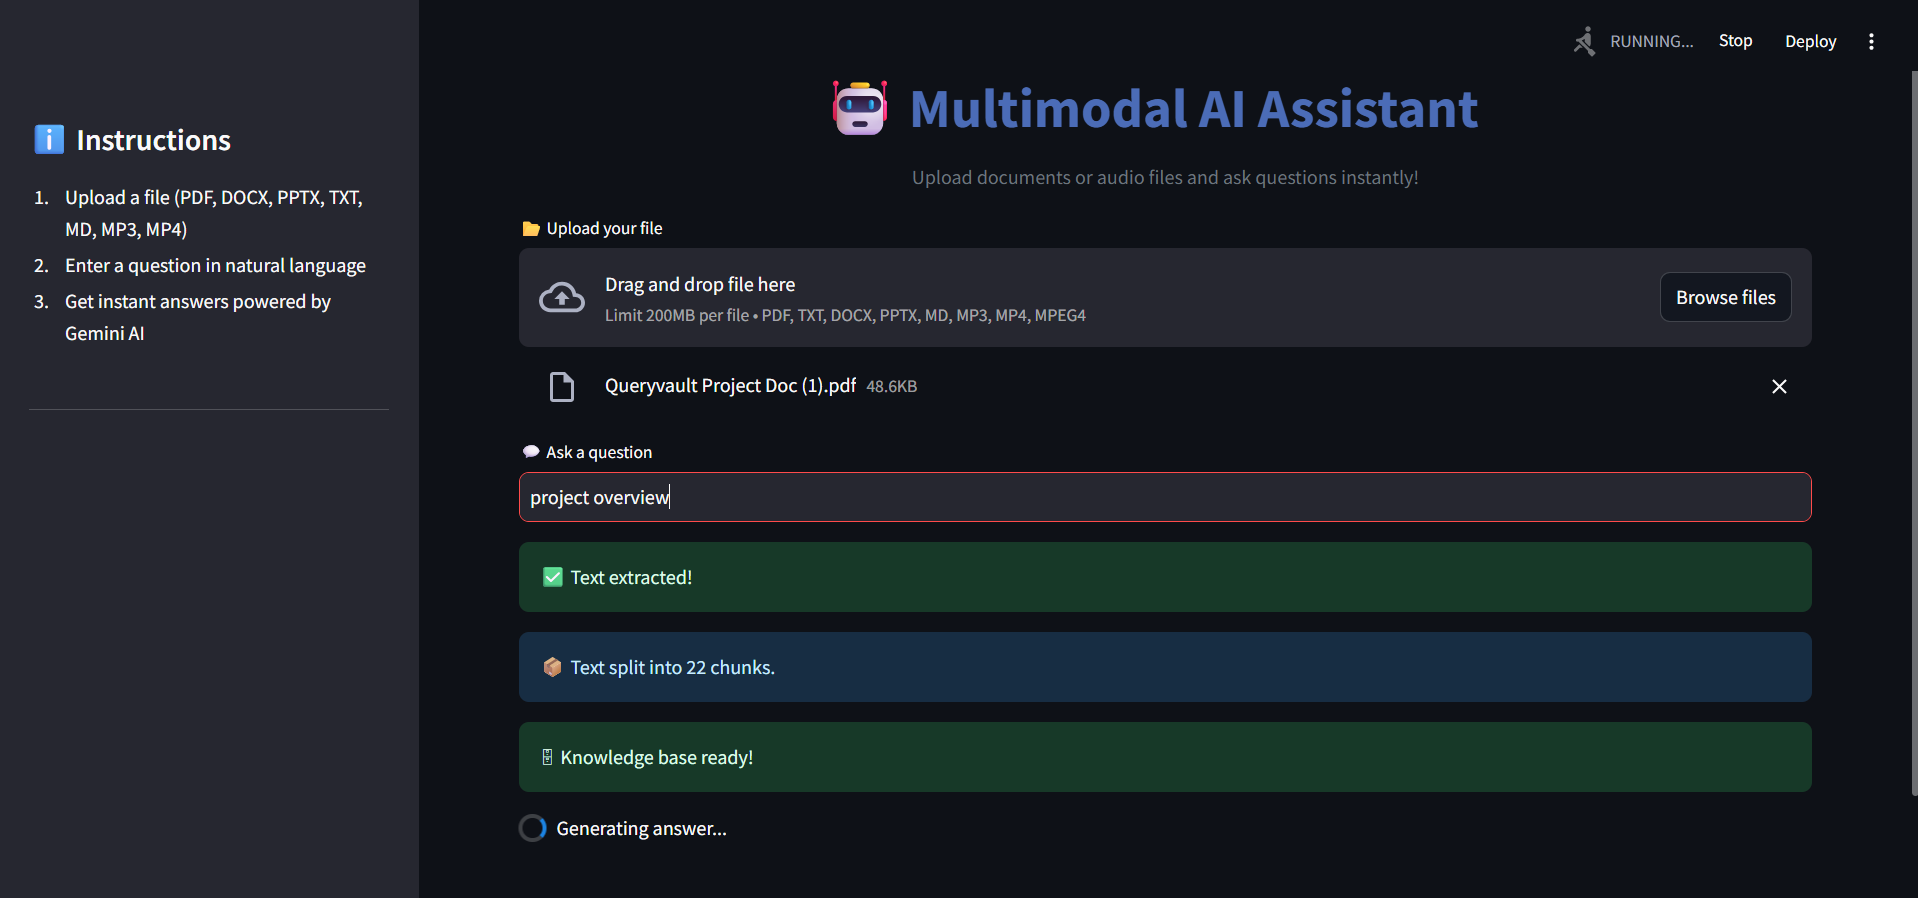 RUNNING...
Stop
Deploy
Instructions
1. Upload a file (PDF, DOCX, PPTX, TXT,
MD, MP3, MP4)
2. Enter a question in natural language
3. Get instant answers powered by
Gemini AI
Multimodal AI Assistant
Upload documents or audio files and ask questions instantly!
Upload your file
Drag and drop file here
Limit 200MB per file • PDF, TXT, DOCX, PPTX, MD, MP3, MP4, MPEG4
Browse files
Queryvault Project Doc (1).pdf 48.6KB
Ask a question
project overview
Text extracted!
Text split into 22 chunks.
Knowledge base ready!
Generating answer...